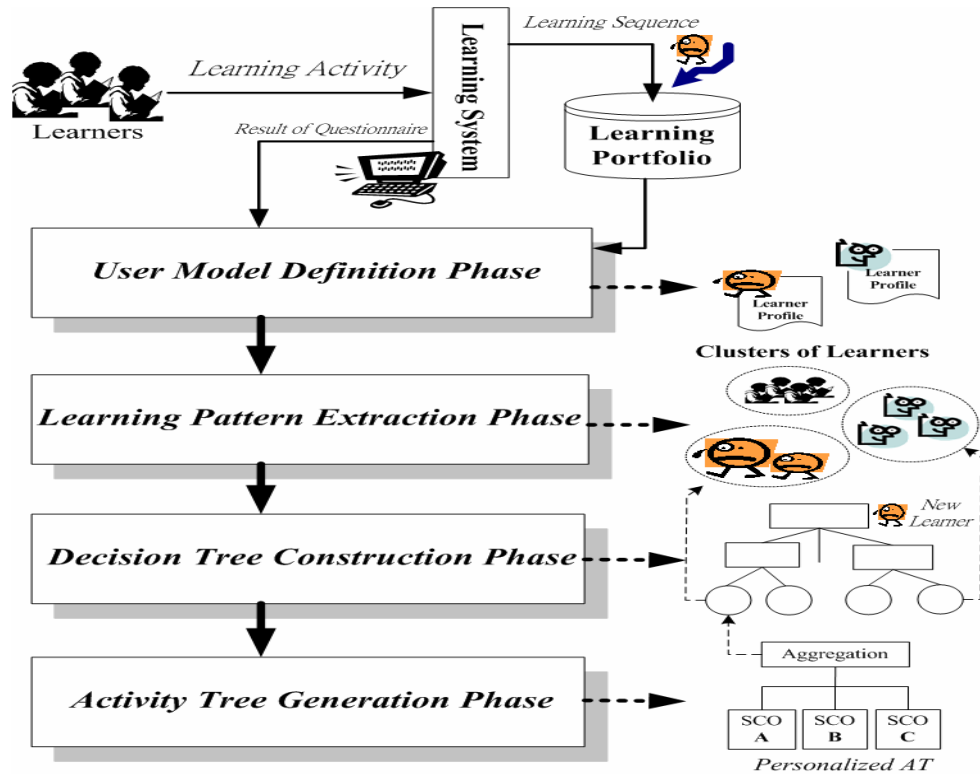 Learning Sequence
Learning Activity
Learners
Learning System
Result of Questionnaire
Learning
Portfolio
User Model Definition Phase
Learner
Profile
Learner
Profile
Clusters of Learners
Learning Pattern Extraction Phase
New
Learner
Decision Tree Construction Phase
Aggregation
Activity Tree Generation Phase
SCO
A
SCO
B
SCO
C
Personalized AT